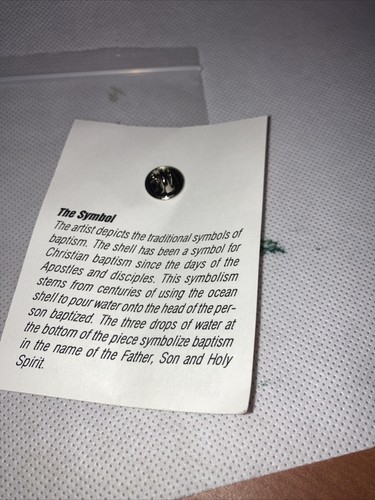 The Symbol
The artist depicts the traditional symbols of
baptism. The shell has been a symbol for
Christian baptism since the days of the
Apostles and disciples. This symbolism
stems from centuries of using the ocean
shell to pour water onto the head of the per-
son baptized. The three drops of water at
the bottom of the piece symbolize baptism
in the name of the Father, Son and Holy
Spirit.